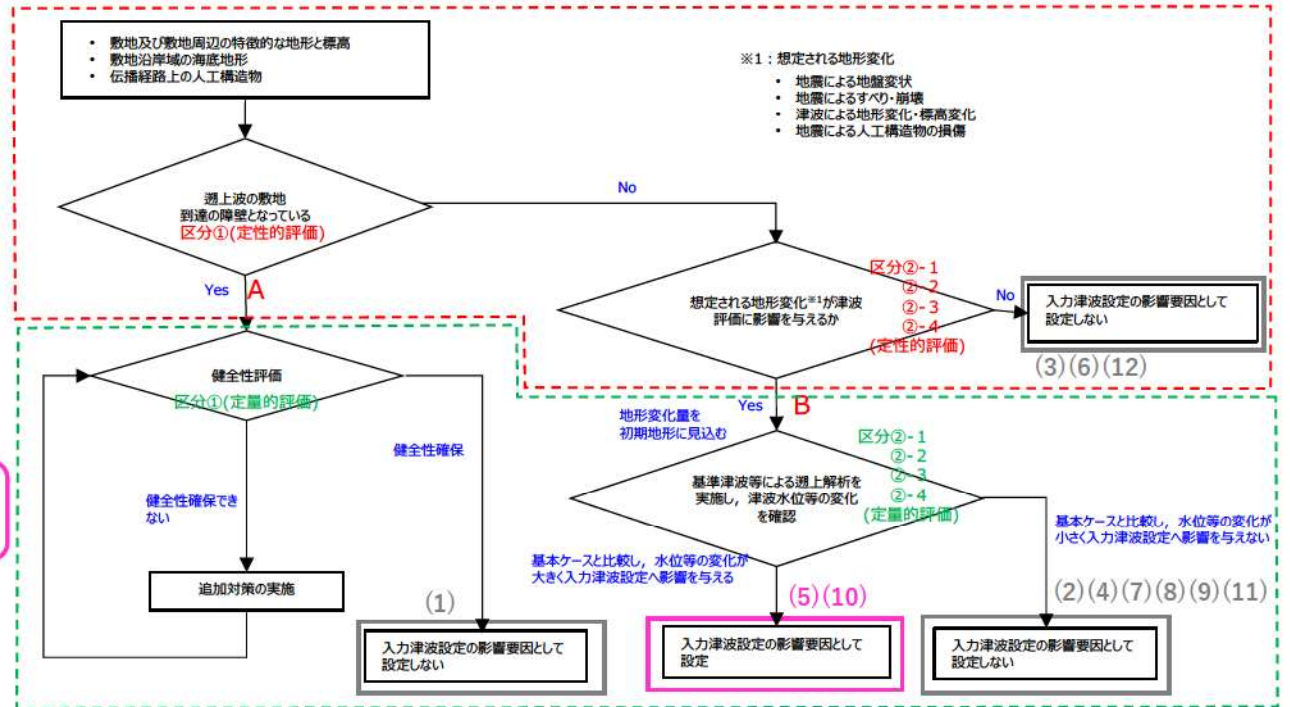 ・ 敷地及び敷地周辺の特徴的な地形と標高
・ 敷地沿岸域の海底地形
・ 伝播経路上の人工構造物
※1：想定される地形変化
・ 地震による地盤変状
・ 地震によるすべり・崩壊
・ 津波による地形変化・標高変化
・ 地震による人工構造物の損傷
遡上波の敷地
到達の障壁となっている
区分①(定性的評価)
No
Yes
A
想定される地形変化※1が津波
評価に影響を与えるか
区分②-1
②-2
②-3
②-4
(定性的評価)
No
入力津波設定の影響要因として
設定しない
(3)(6)(12)
健全性評価
区分①(定量的評価)
健全性確保
健全性確保でき
ない
追加対策の実施
(1)
入力津波設定の影響要因として
設定しない
地形変化量を
初期地形に見込む
Yes
B
区分②-1
②-2
②-3
②-4
(定量的評価)
基準津波等による遡上解析を
実施し，津波水位等の変化
を確認
基本ケースと比較し，水位等の変化が
大きく入力津波設定へ影響を与える
基本ケースと比較し，水位等の変化が
小さく入力津波設定へ影響を与えない
(5)(10)
入力津波設定の影響要因として
設定
(2)(4)(7)(8)(9)(11)
入力津波設定の影響要因として
設定しない